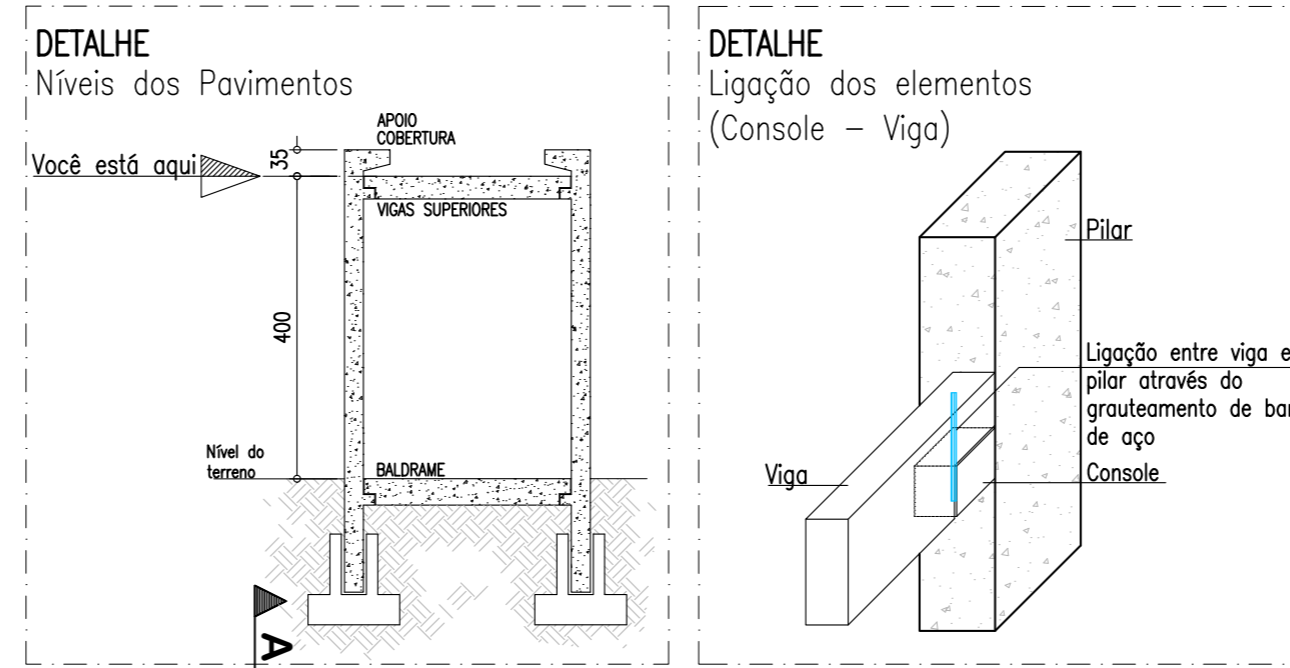 DETALHE
Níveis dos Pavimentos
APOIO
COBERTURA
35
Você está aqui
VIGAS SUPERIORES
400
Nível do
terreno
BALDRAME
A
DETALHE
Ligação dos elementos
(Console – Viga)
Pilar
Ligação entre viga e
pilar através do
grauteamento de
de aço
Viga
Console